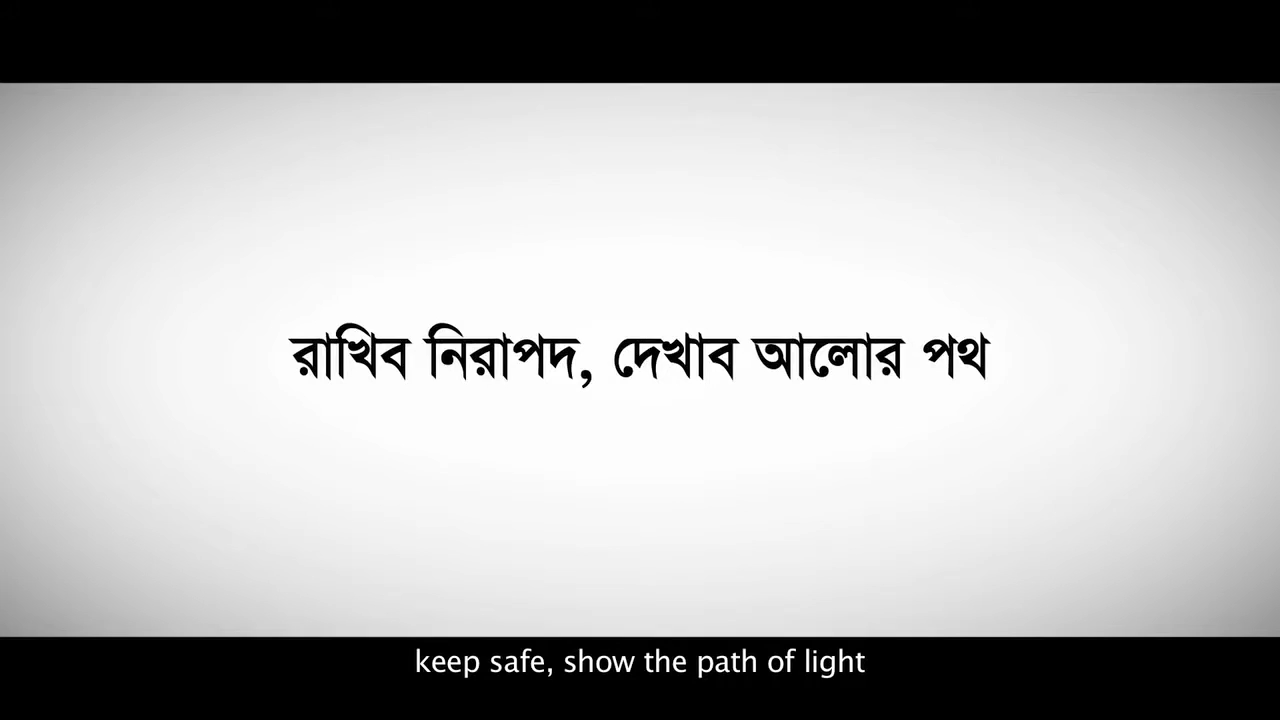 রাখিব নিরাপদ, দেখাব আলোর পথ
keep safe, show the path of light